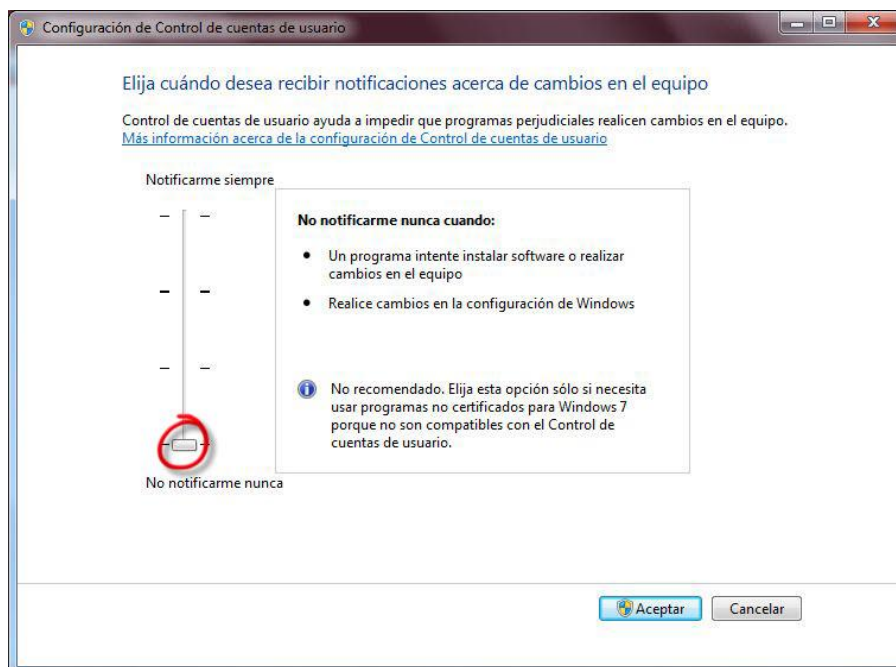 Configuración de Control de cuentas de usuario
Elija cuándo desea recibir notificaciones acerca de cambios en el equipo
Control de cuentas de usuario ayuda a impedir que programas perjudiciales realicen cambios en el equipo.
Más información acerca de la configuración de Control de cuentas de usuario
Notificarme siempre
No notificarme nunca cuando:
Un programa intente instalar software o realizar
cambios en el equipo
Realice cambios en la configuración de Windows
No recomendado. Elija esta opción sólo si necesita
usar programas no certificados para Windows 7
porque no son compatibles con el Control de
cuentas de usuario.
No notificarme nunca
Aceptar
Cancelar